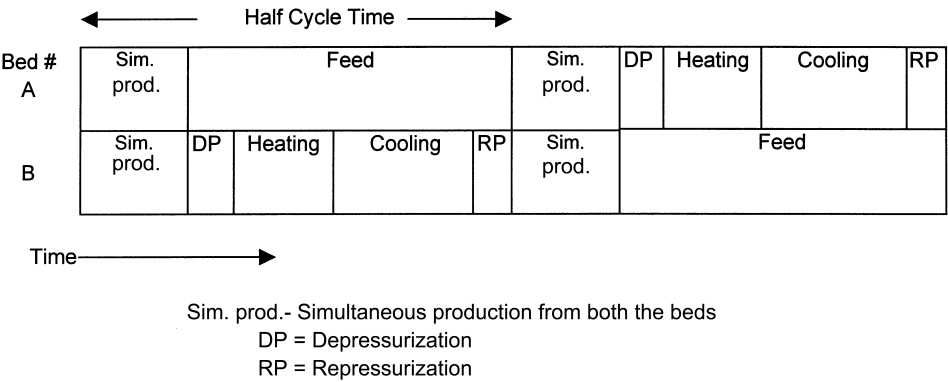 Half Cycle Time
Bed #
A
Sim.
prod.
Feed
Sim.
prod.
DP
Heating
Cooling
RP
B
Sim.
prod.
DP
Heating
Cooling
RP
Sim.
prod.
Feed
Time
Sim. prod.- Simultaneous production from both the beds
DP = Depressurization
RP = Repressurization